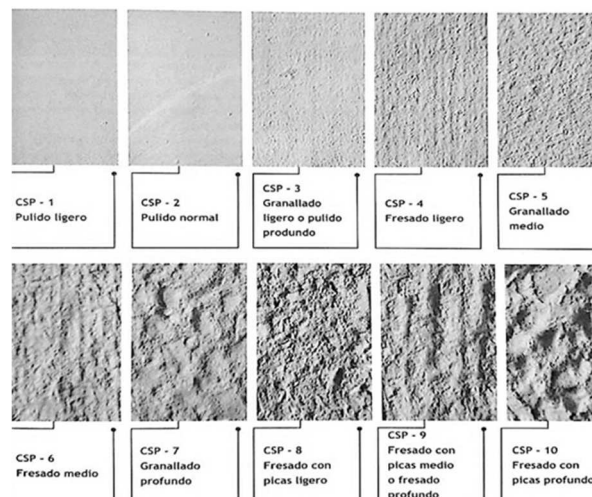 CSP - 1
Pulido ligero
CSP - 2
Pulido normal
CSP - 3
Granallado
ligero o pulido
produndo
CSP - 4
Fresado ligero
CSP - 5
Granallado
medio
CSP - 6
Fresado medio
CSP - 7
Granallado
profundo
CSP - 8
Fresado con
picas ligero
CSP - 9
Fresado con
picas medio
o fresado
profundo
CSP - 10
Fresado con
picas profundo